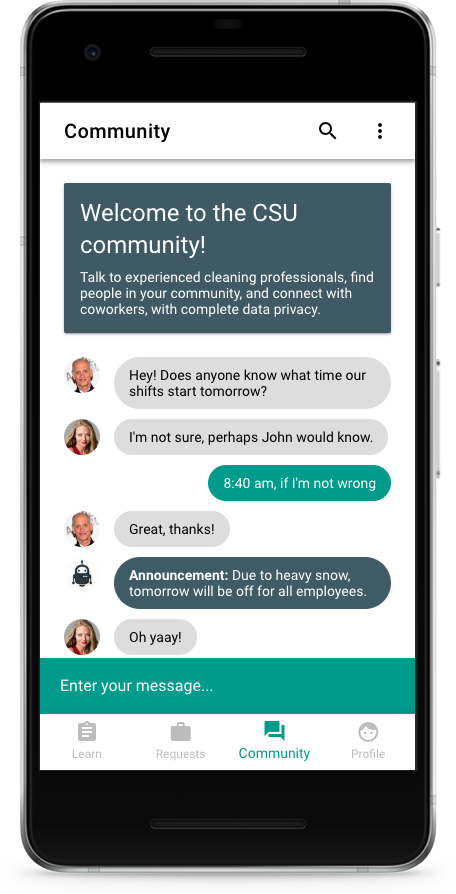 Community
Welcome to the CSU
community!
Talk to experienced cleaning professionals, find
people in your community, and connect with
coworkers, with complete data privacy.
Hey! Does anyone know what time our
shifts start tomorrow?
I'm not sure, perhaps John would know.
8:40 am, if I'm not wrong
Great, thanks!
Announcement: Due to heavy snow,
tomorrow will be off for all employees.
Oh yaay!
Enter your message...
Learn
Requests
Community
Profile